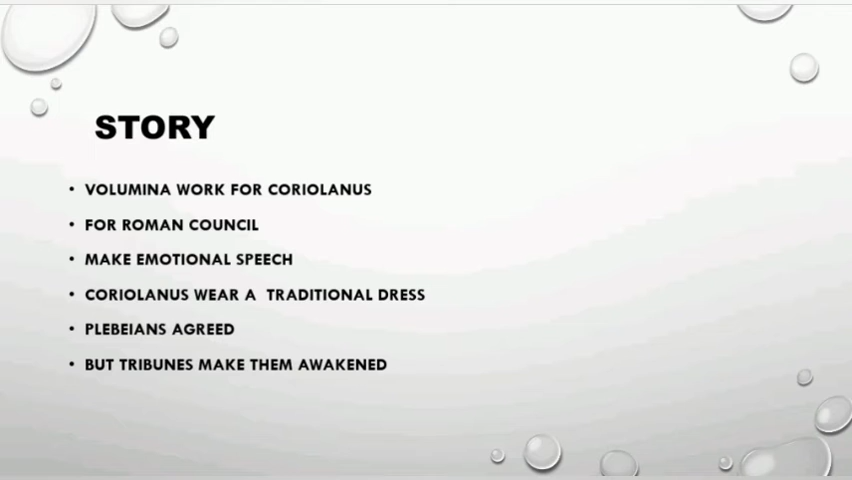 STORY
• VOLUMINA WORK FOR CORIOLANUS
• FOR ROMAN COUNCIL
• MAKE EMOTIONAL SPEECH
• CORIOLANUS WEAR A  TRADITIONAL DRESS
• PLEBEIANS AGREED
• BUT TRIBUNES MAKE THEM AWAKENED